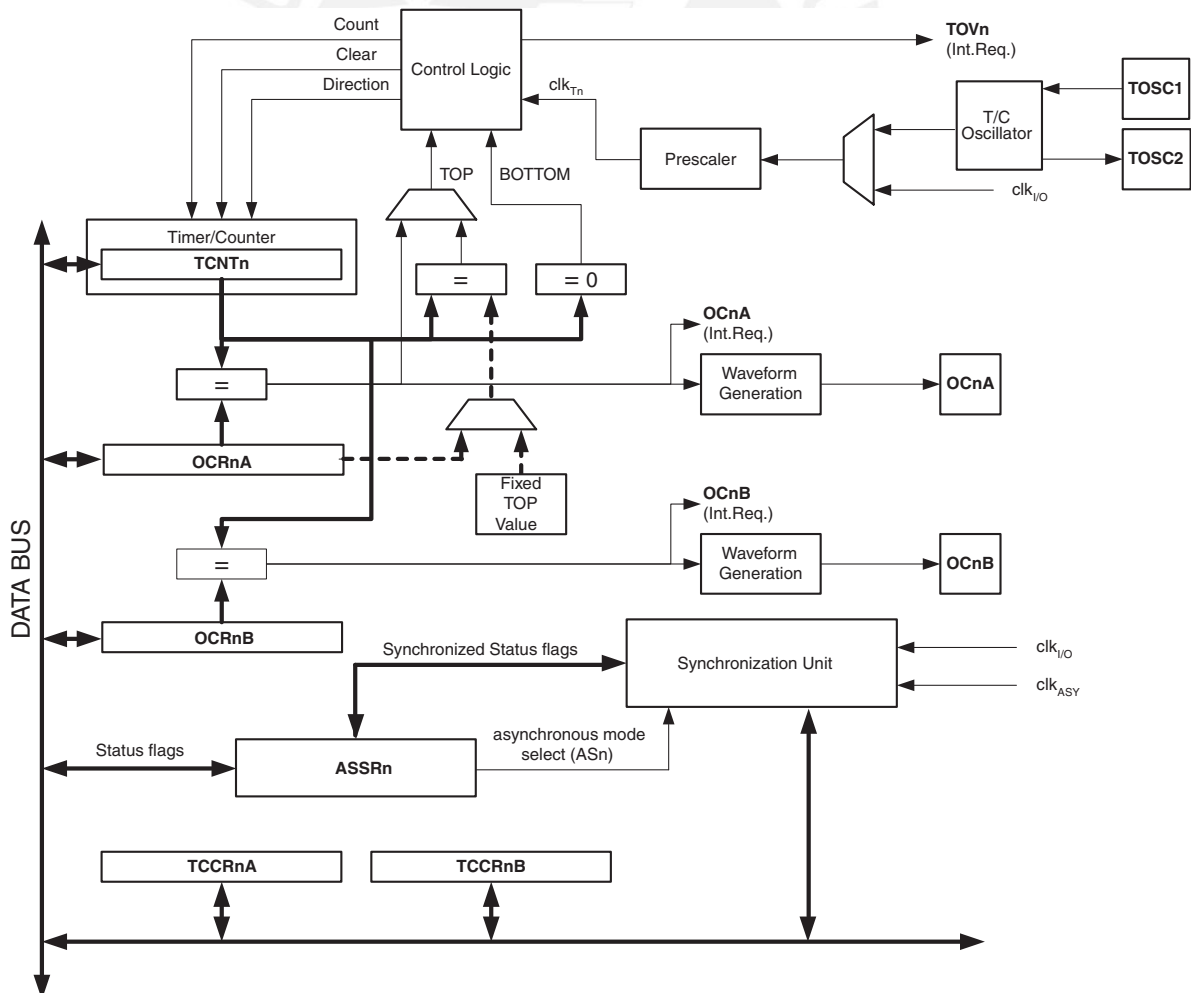 Count
Clear
Direction
Control Logic
TOVn
(Int.Req.)
clkTn
TOSC1
T/C
Oscillator
TOSC2
Prescaler
clkI/O
TOP
BOTTOM
Timer/Counter
TCNTn
=
= 0
OCnA
(Int.Req.)
=
Waveform
Generation
OCnA
OCRnA
Fixed
TOP
Value
OCnB
(Int.Req.)
=
Waveform
Generation
OCnB
DATA BUS
OCRnB
Synchronized Status flags
Synchronization Unit
clkI/O
clkASY
Status flags
ASSRn
asynchronous mode
select (ASn)
TCCRnA
TCCRnB